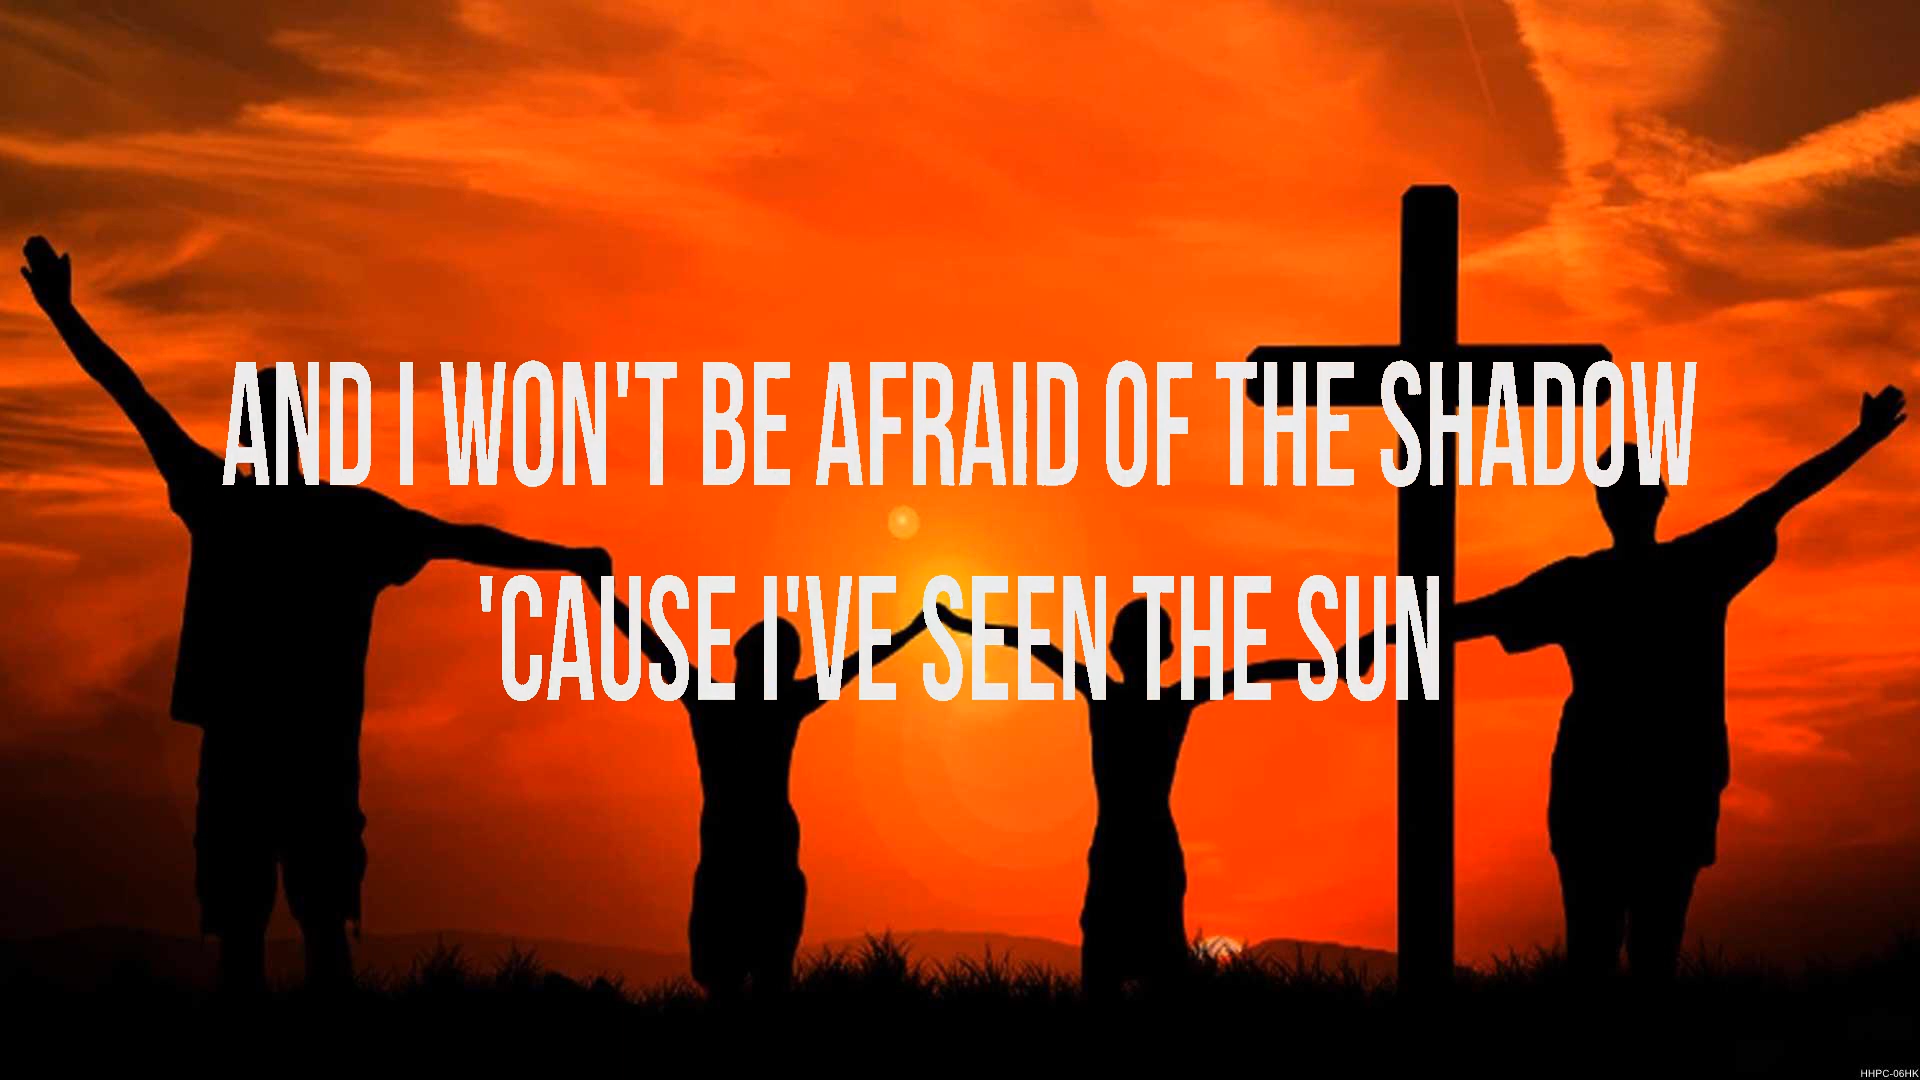 AND I WON'T BE AFRAID OF THE SHADOW
'CAUSE I'VE SEEN THE SUN
HHPC-06HK